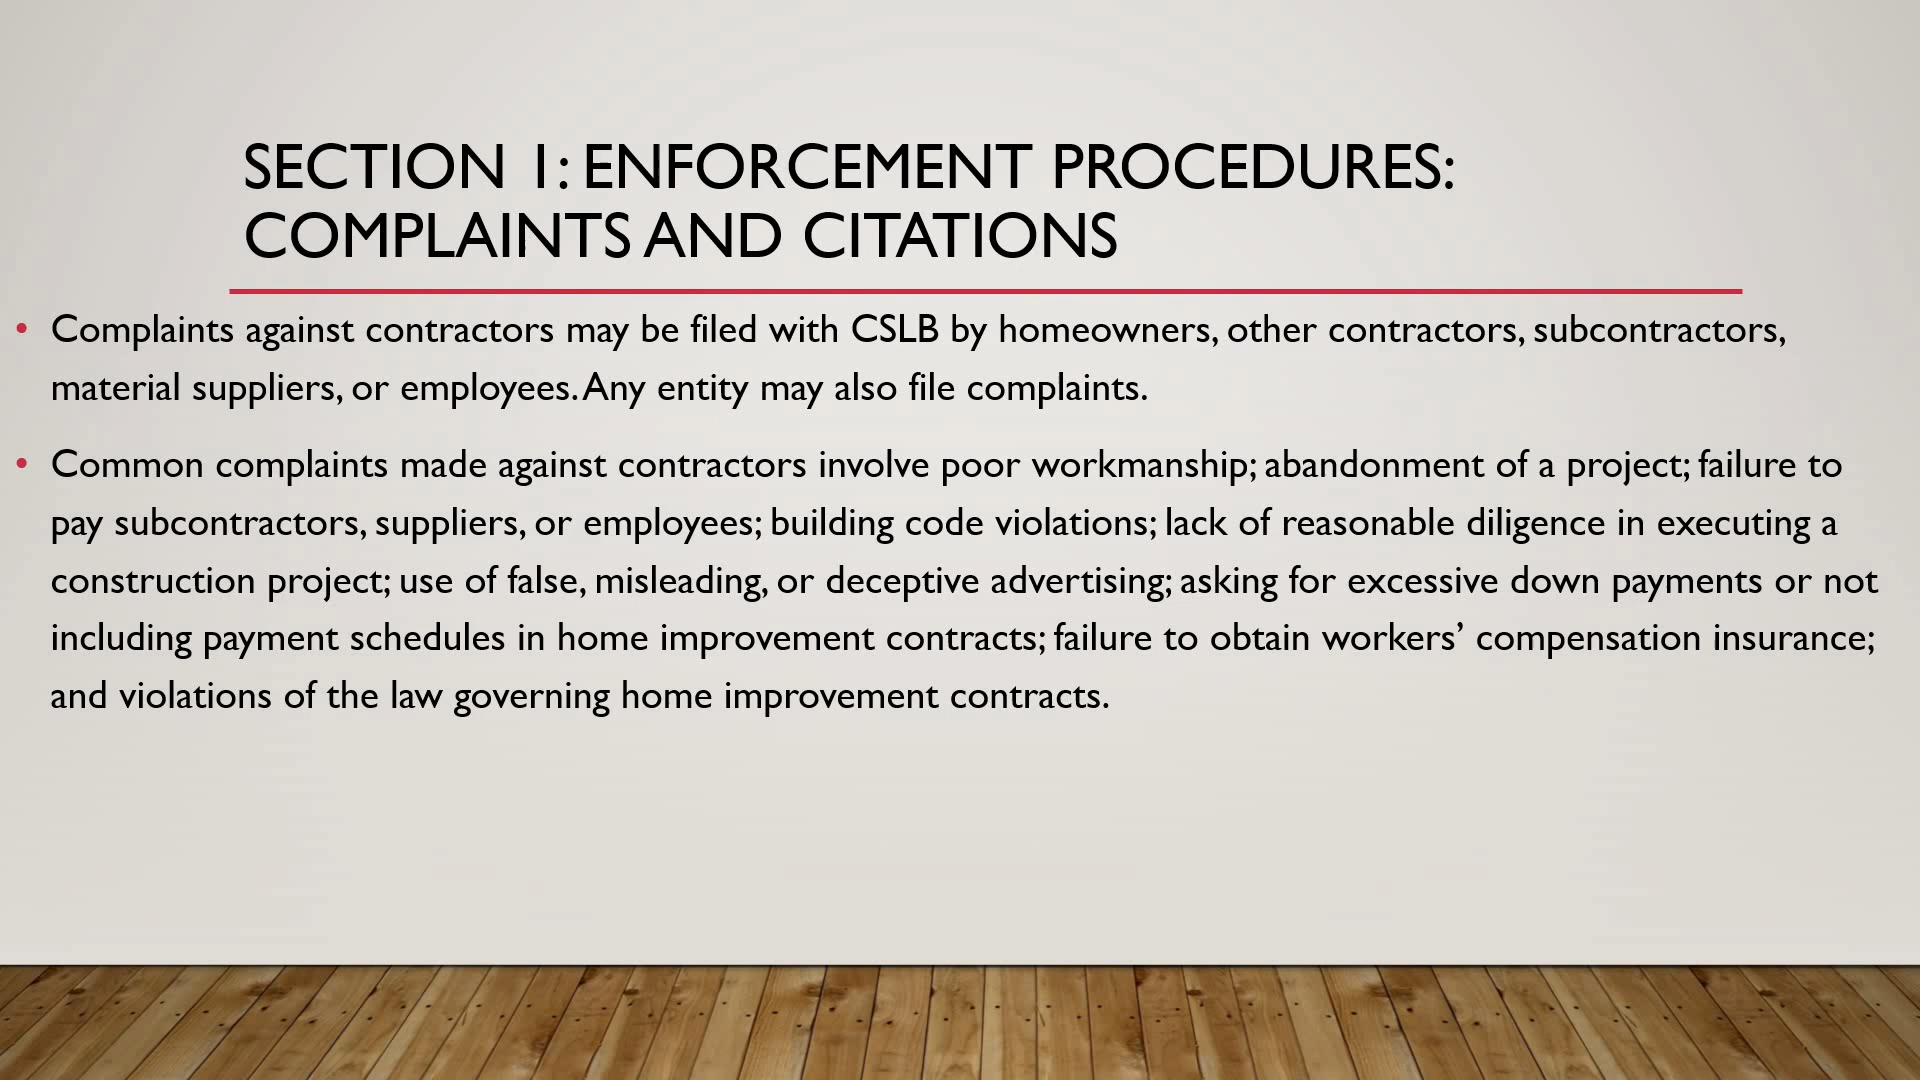 SECTION 1: ENFORCEMENT PROCEDURES:
COMPLAINTS AND CITATIONS
• Complaints against contractors may be filed with CSLB by homeowners, other contractors, subcontractors,
material suppliers, or employees. Any entity may also file complaints.
• Common complaints made against contractors involve poor workmanship; abandonment of a project; failure to
pay subcontractors, suppliers, or employees; building code violations; lack of reasonable diligence in executing a
construction project; use of false, misleading, or deceptive advertising; asking for excessive down payments or not
including payment schedules in home improvement contracts; failure to obtain workers’ compensation insurance;
and violations of the law governing home improvement contracts.